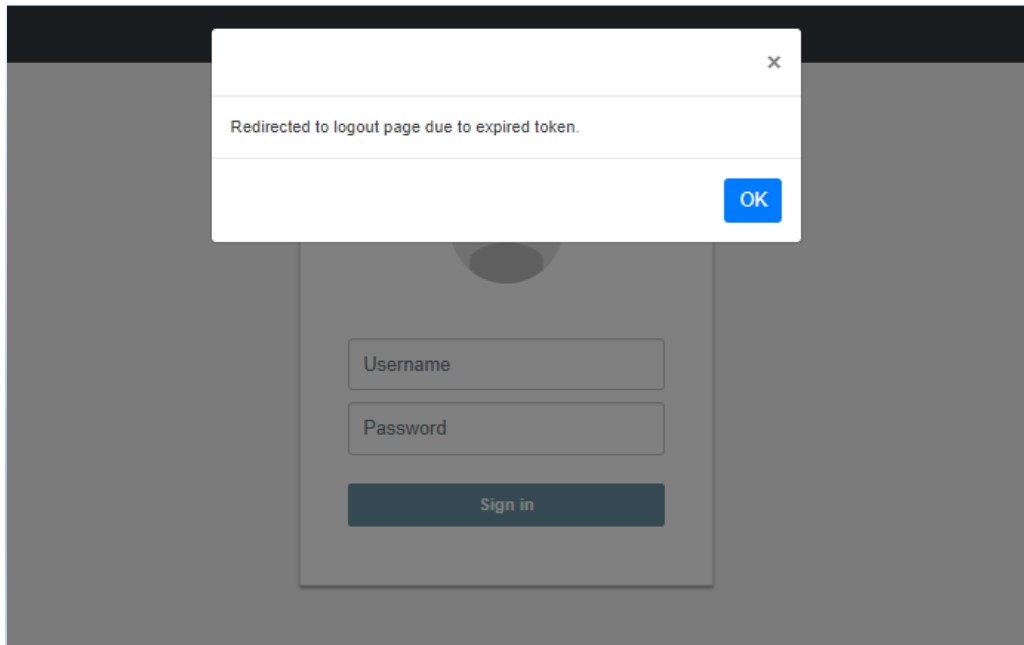 ×
Redirected to logout page due to expired token.
OK
Username
Password
Sign in